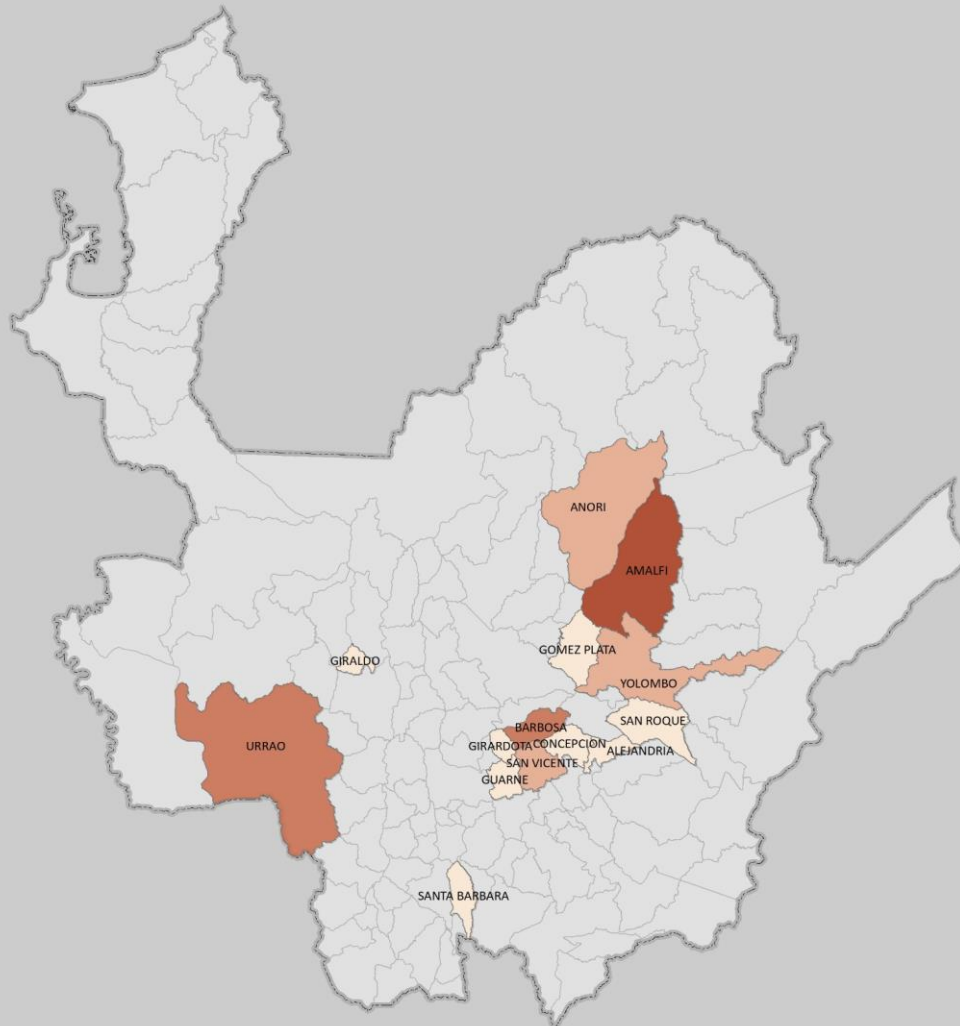 ANORI
AMALFI
GOMEZ PLATA
GIRALDO
YOLOMBO
SAN ROQUE
BARBOSA
URRAO
GIRARDOTA
CONCEPCION
ALEJANDRIA
SAN VICENTE
GUARNE
SANTA BARBARA